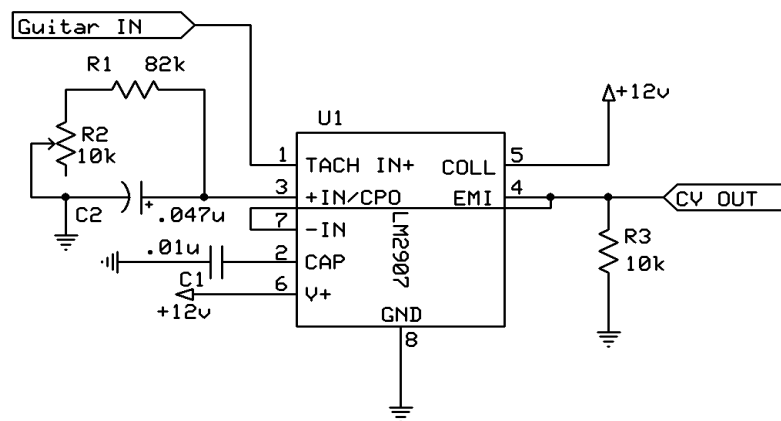 Guitar IN
R1 82k
+12v
U1
R2
10k
1
TACH IN+
COLL
5
3
+IN/CPO
EMI
4
CV OUT
C2
+
.047u
7
-IN
LM2907
R3
10k
.01u
2
CAP
C1
6
V+
+12v
GND
8